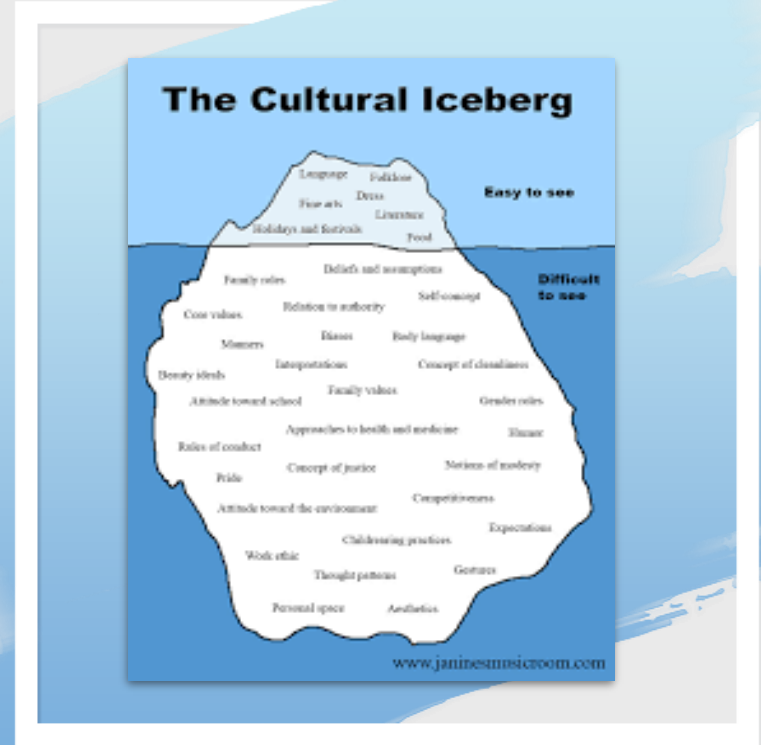 The Cultural Iceberg
Language
Folklore
Dress
Fine arts
Literature
Holidays and festivals
Food
Easy to see
Difficult
to see
Beliefs and assumptions
Family roles
Self-concept
Relation to authority
Core values
Biases
Body language
Manners
Interpretations
Concept of cleanliness
Beauty ideals
Family values
Attitude toward school
Gender roles
Approaches to health and medicine
Humor
Rules of conduct
Notions of modesty
Concept of justice
Pride
Competitiveness
Attitude toward the environment
Expectations
Childrearing practices
Work ethic
Gestures
Thought patterns
Personal space
Aesthetics
www.janinesmusicroom.com